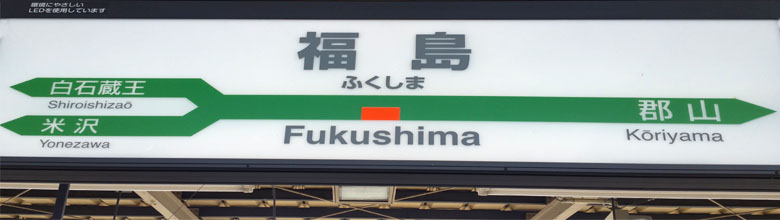 環境にやさしい
LEDを使用しています
福島
ふくしま
白石蔵王
Shiroishizaō
米沢
Yonezawa
Fukushima
郡山
Kōriyama